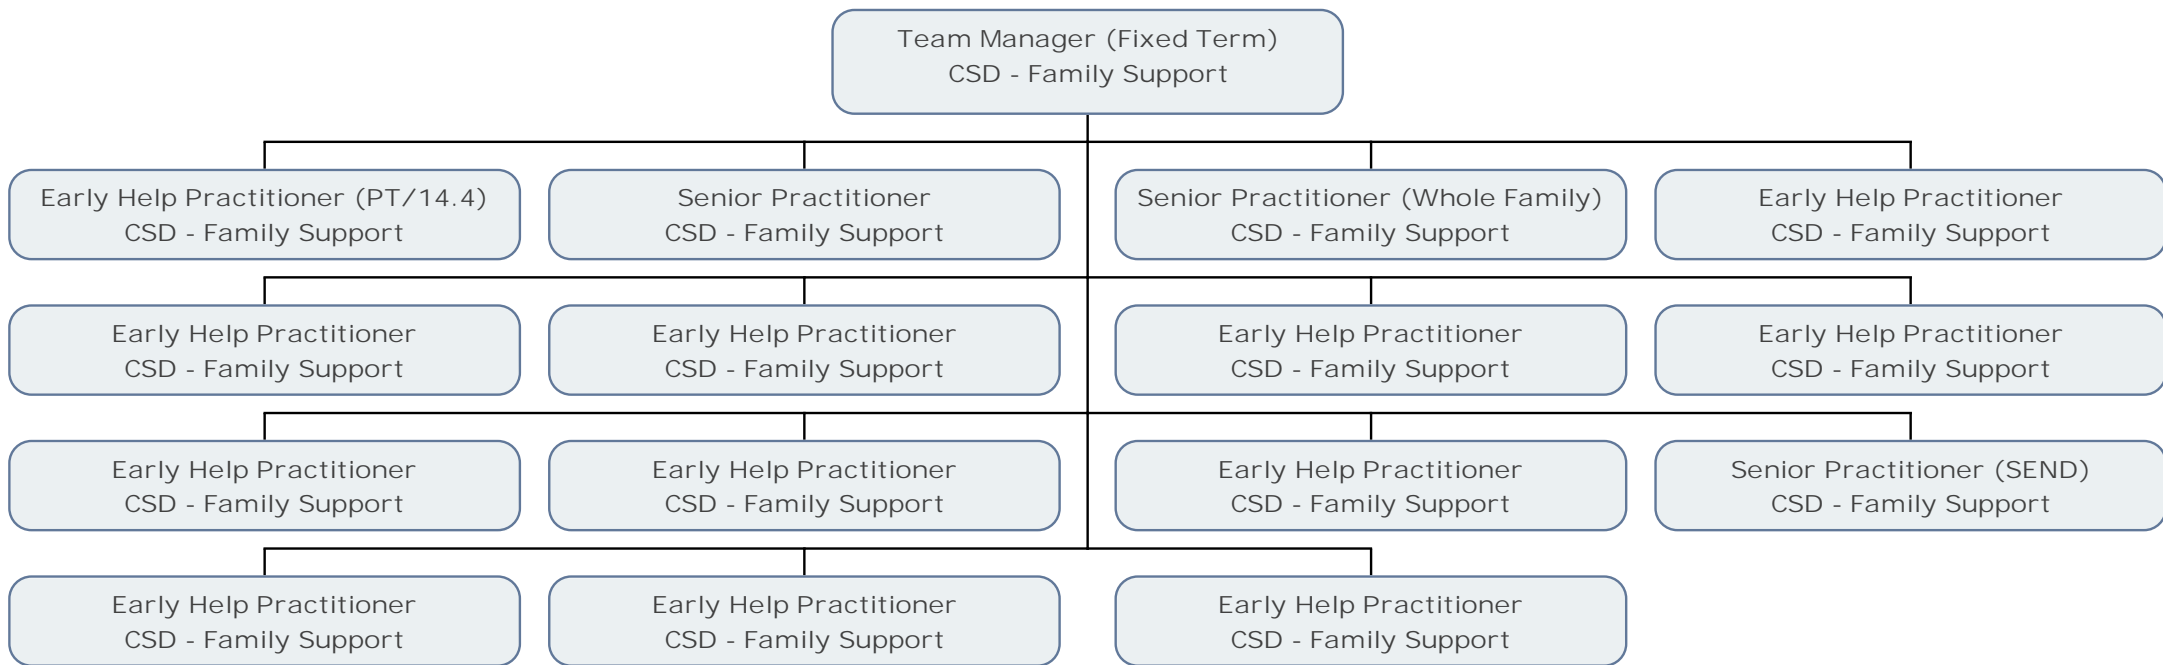 Team Manager (Fixed Term)
CSD - Family Support
Early Help Practitioner (PT/14.4)
CSD - Family Support
Senior Practitioner
CSD - Family Support
Senior Practitioner (Whole Family)
CSD - Family Support
Early Help Practitioner
CSD - Family Support
Early Help Practitioner
CSD - Family Support
Early Help Practitioner
CSD - Family Support
Early Help Practitioner
CSD - Family Support
Early Help Practitioner
CSD - Family Support
Early Help Practitioner
CSD - Family Support
Early Help Practitioner
CSD - Family Support
Early Help Practitioner
CSD - Family Support
Senior Practitioner (SEND)
CSD - Family Support
Early Help Practitioner
CSD - Family Support
Early Help Practitioner
CSD - Family Support
Early Help Practitioner
CSD - Family Support